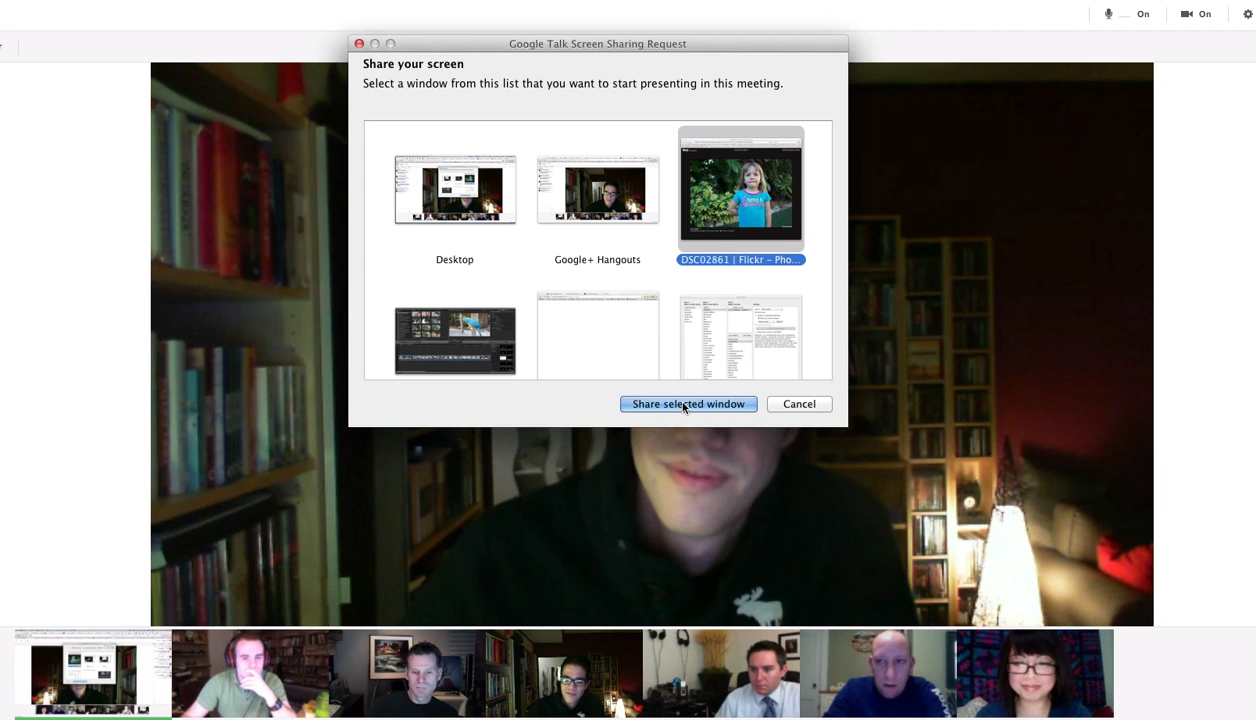 On
On
Google Talk Screen Sharing Request
Share your screen
Select a window from this list that you want to start presenting in this meeting.
Desktop
Google+ Hangouts
DSC02861 | Flickr – Pho...
Share selected window
Cancel